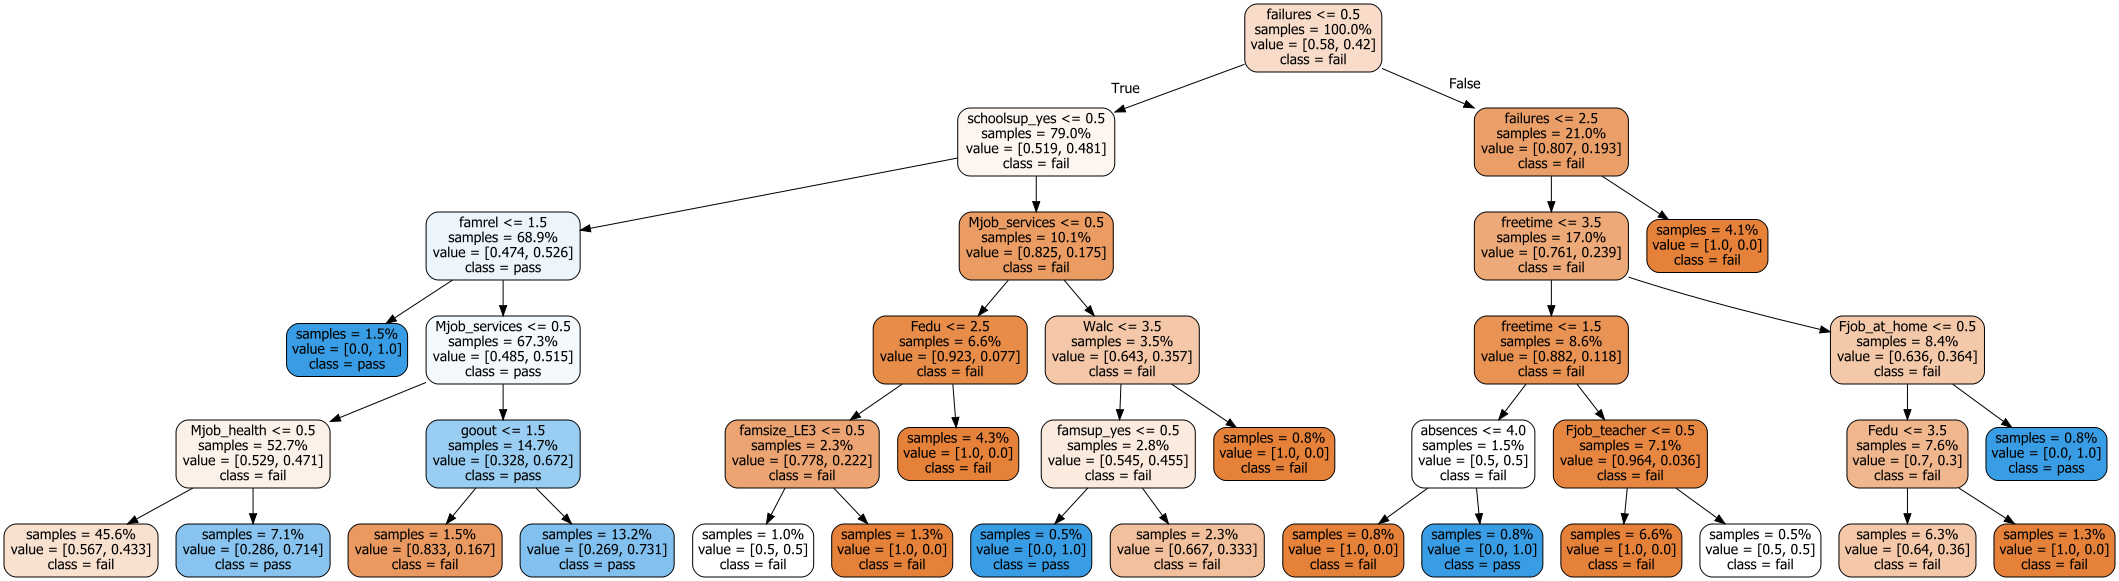 failures <= 0.5
samples = 100.0%
value = [0.58, 0.42]
class = fail
True
False
schoolsup_yes <= 0.5
samples = 79.0%
value = [0.519, 0.481]
class = fail
failures <= 2.5
samples = 21.0%
value = [0.807, 0.193]
class = fail
famrel <= 1.5
samples = 68.9%
value = [0.474, 0.526]
class = pass
Mjob_services <= 0.5
samples = 10.1%
value = [0.825, 0.175]
class = fail
freetime <= 3.5
samples = 17.0%
value = [0.761, 0.239]
class = fail
samples = 4.1%
value = [1.0, 0.0]
class = fail
samples = 1.5%
value = [0.0, 1.0]
class = pass
Mjob_services <= 0.5
samples = 67.3%
value = [0.485, 0.515]
class = pass
Fedu <= 2.5
samples = 6.6%
value = [0.923, 0.077]
class = fail
Walc <= 3.5
samples = 3.5%
value = [0.643, 0.357]
class = fail
freetime <= 1.5
samples = 8.6%
value = [0.882, 0.118]
class = fail
Fjob_at_home <= 0.5
samples = 8.4%
value = [0.636, 0.364]
class = fail
Mjob_health <= 0.5
samples = 52.7%
value = [0.529, 0.471]
class = fail
goout <= 1.5
samples = 14.7%
value = [0.328, 0.672]
class = pass
famsize_LE3 <= 0.5
samples = 2.3%
value = [0.778, 0.222]
class = fail
samples = 4.3%
value = [1.0, 0.0]
class = fail
famsup_yes <= 0.5
samples = 2.8%
value = [0.545, 0.455]
class = fail
samples = 0.8%
value = [1.0, 0.0]
class = fail
absences <= 4.0
samples = 1.5%
value = [0.5, 0.5]
class = fail
Fjob_teacher <= 0.5
samples = 7.1%
value = [0.964, 0.036]
class = fail
Fedu <= 3.5
samples = 7.6%
value = [0.7, 0.3]
class = fail
samples = 0.8%
value = [0.0, 1.0]
class = pass
samples = 45.6%
value = [0.567, 0.433]
class = fail
samples = 7.1%
value = [0.286, 0.714]
class = pass
samples = 1.5%
value = [0.833, 0.167]
class = fail
samples = 13.2%
value = [0.269, 0.731]
class = pass
samples = 1.0%
value = [0.5, 0.5]
class = fail
samples = 1.3%
value = [1.0, 0.0]
class = fail
samples = 0.5%
value = [0.0, 1.0]
class = pass
samples = 2.3%
value = [0.667, 0.333]
class = fail
samples = 0.8%
value = [1.0, 0.0]
class = fail
samples = 0.8%
value = [0.0, 1.0]
class = pass
samples = 6.6%
value = [1.0, 0.0]
class = fail
samples = 0.5%
value = [0.5, 0.5]
class = fail
samples = 6.3%
value = [0.64, 0.36]
class = fail
samples = 1.3%
value = [1.0, 0.0]
class = fail